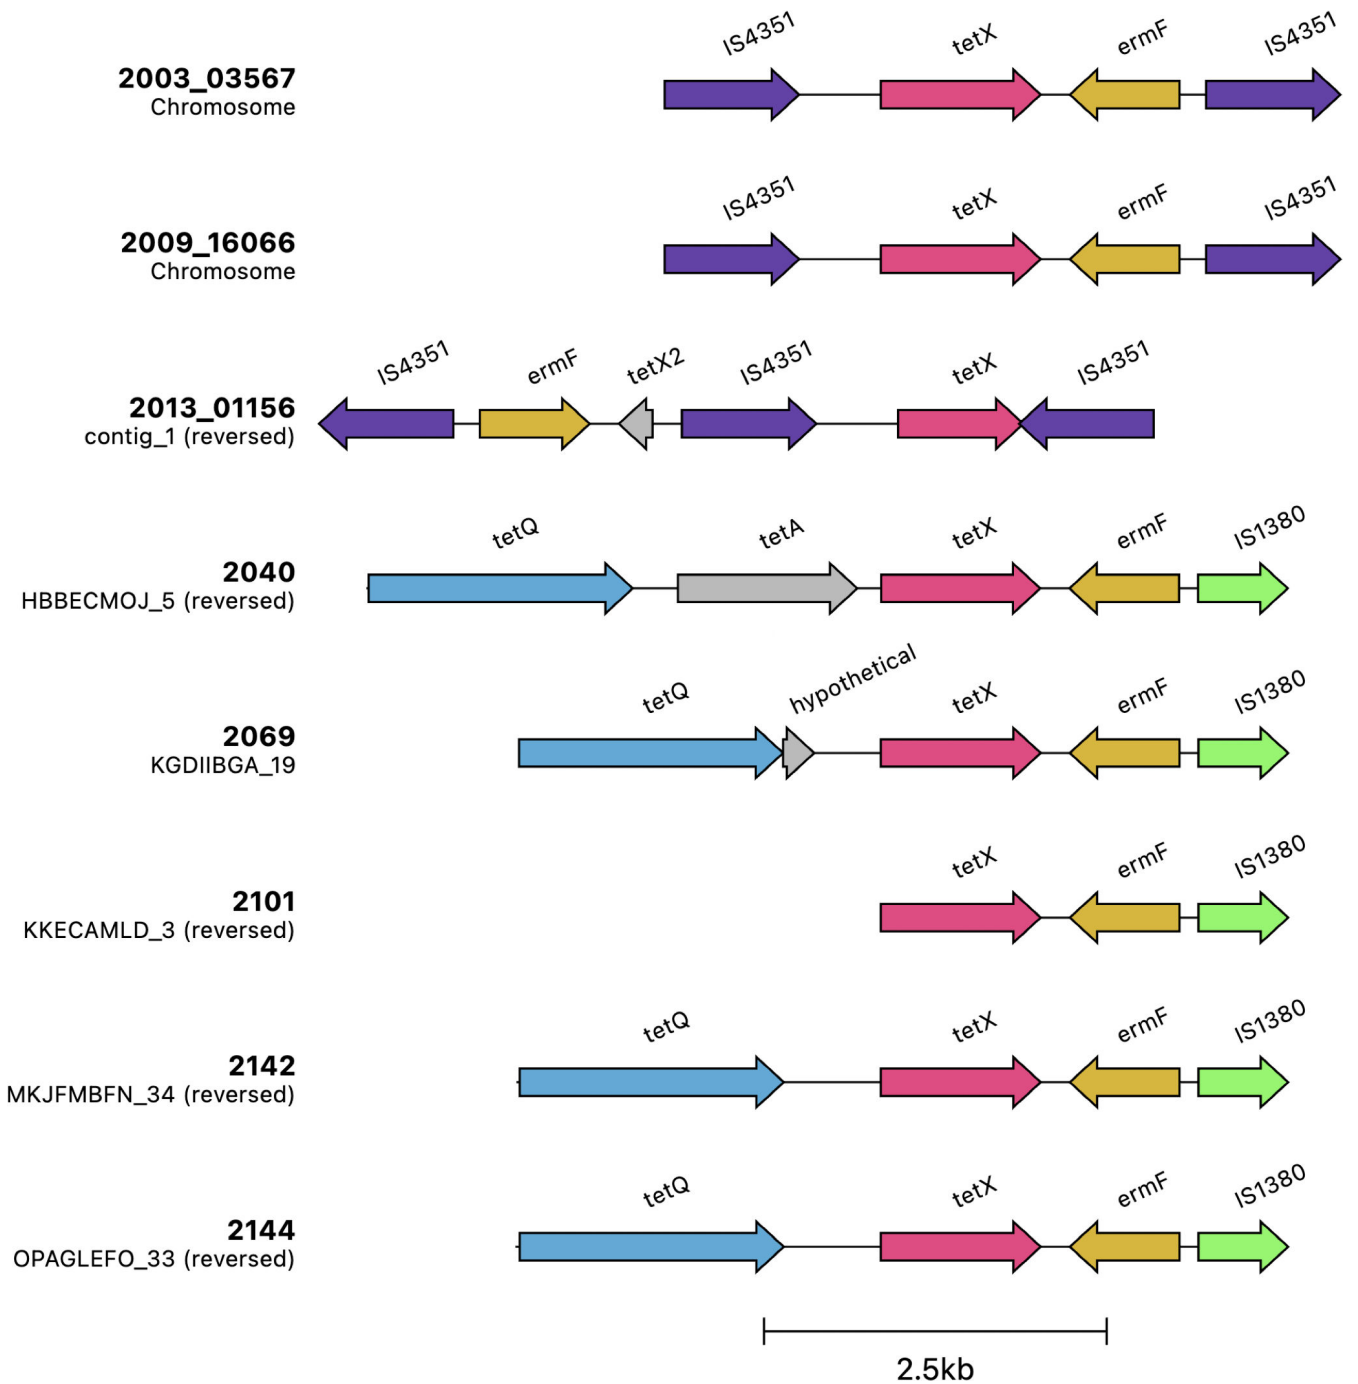 IS4351 tetX ermF IS4351
2003_03567
Chromosome
IS4351 tetX ermF IS4351
2009_16066
Chromosome
IS4351 ermF tetX2 IS4351 tetX IS4351
2013_01156
contig_1 (reversed)
tetQ tetA tetX ermF IS1380
2040
HBBECMOJ_5 (reversed)
tetQ hypothetical tetX ermF IS1380
2069
KGDIIBGA_19
tetX ermF IS1380
2101
KKECAMLD_3 (reversed)
tetQ tetX ermF IS1380
2142
MKJFMBFN_34 (reversed)
tetQ tetX ermF IS1380
2144
OPAGLEFO_33 (reversed)
2.5kb